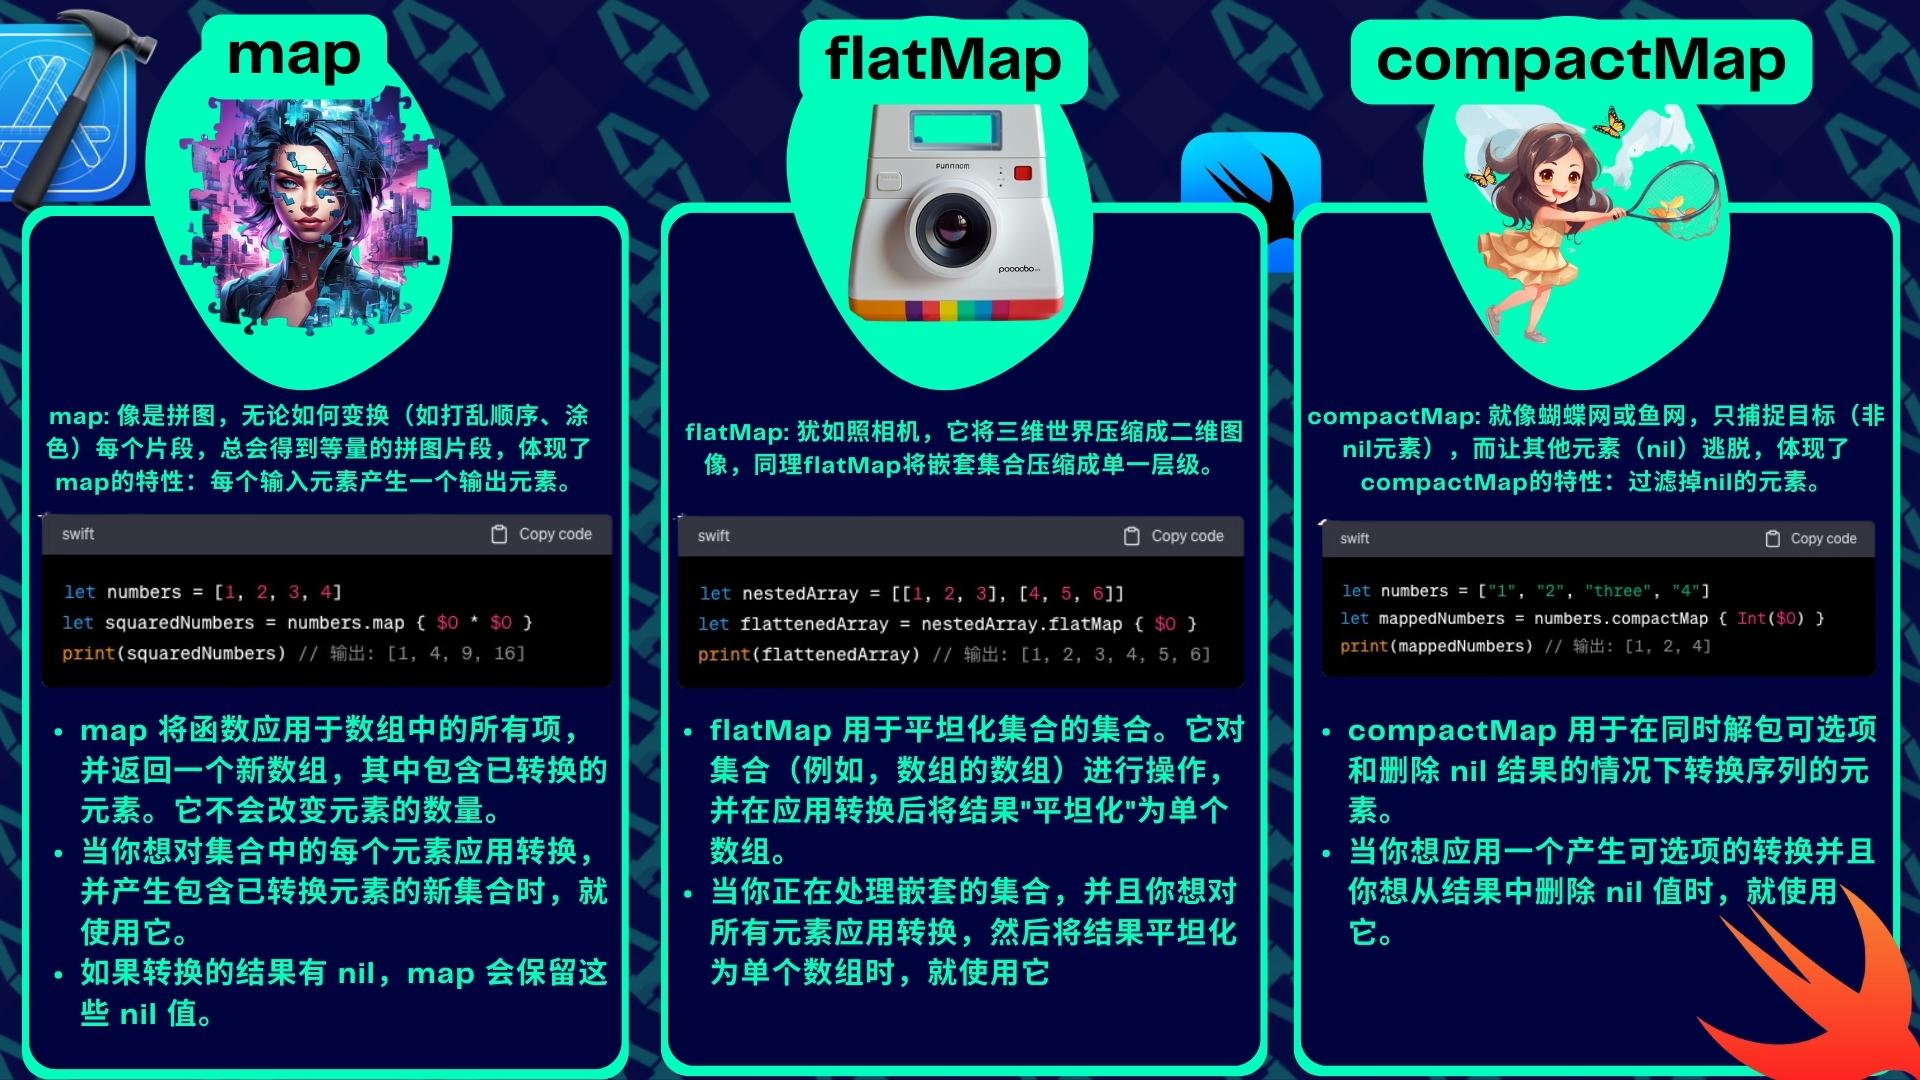 map
map: 像是拼图，无论如何变换（如打乱顺序、涂
色）每个片段，总会得到等量的拼图片段，体现了
map的特性：每个输入元素产生一个输出元素。
swift
Copy code
let numbers = [1, 2, 3, 4]
let squaredNumbers = numbers.map { $0 * $0 }
print(squaredNumbers) // 输出: [1, 4, 9, 16]
• map 将函数应用于数组中的所有项，
并返回一个新数组，其中包含已转换的
元素。它不会改变元素的数量。
• 当你想对集合中的每个元素应用转换，
并产生包含已转换元素的新集合时，就
使用它。
• 如果转换的结果有 nil，map 会保留这
些 nil 值。
flatMap
flatMap: 犹如照相机，它将三维世界压缩成二维图
像，同理flatMap将嵌套集合压缩成单一层级。
swift
Copy code
let nestedArray = [[1, 2, 3], [4, 5, 6]]
let flattenedArray = nestedArray.flatMap { $0 }
print(flattenedArray) // 输出: [1, 2, 3, 4, 5, 6]
• flatMap 用于平坦化集合的集合。它对
集合（例如，数组的数组）进行操作，
并在应用转换后将结果"平坦化"为单个
数组。
• 当你正在处理嵌套的集合，并且你想对
所有元素应用转换，然后将结果平坦化
为单个数组时，就使用它
compactMap
compactMap: 就像蝴蝶网或鱼网，只捕捉目标（非
nil元素），而让其他元素（nil）逃脱，体现了
compactMap的特性：过滤掉nil的元素。
swift
Copy code
let numbers = ["1", "2", "three", "4"]
let mappedNumbers = numbers.compactMap { Int($0) }
print(mappedNumbers) // 输出: [1, 2, 4]
• compactMap 用于在同时解包可选项
和删除 nil 结果的情况下转换序列的元
素。
• 当你想应用一个产生可选项的转换并且
你想从结果中删除 nil 值时，就使用
它。